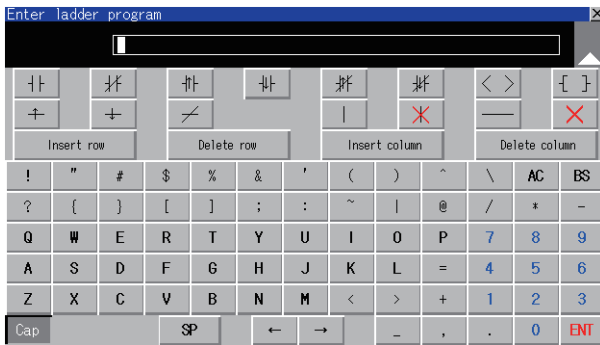 Enter ladder program ×
< > { }
Insert row Delete row Insert column Delete column
! " # $ % & ' ( ) ^ \ AC BS
? { } [ ] ; : ~ | @ / * -
Q W E R T Y U I O P 7 8 9
A S D F G H J K L = 4 5 6
Z X C V B N M < > + 1 2 3
Cap SP ← → _ , . 0 ENT